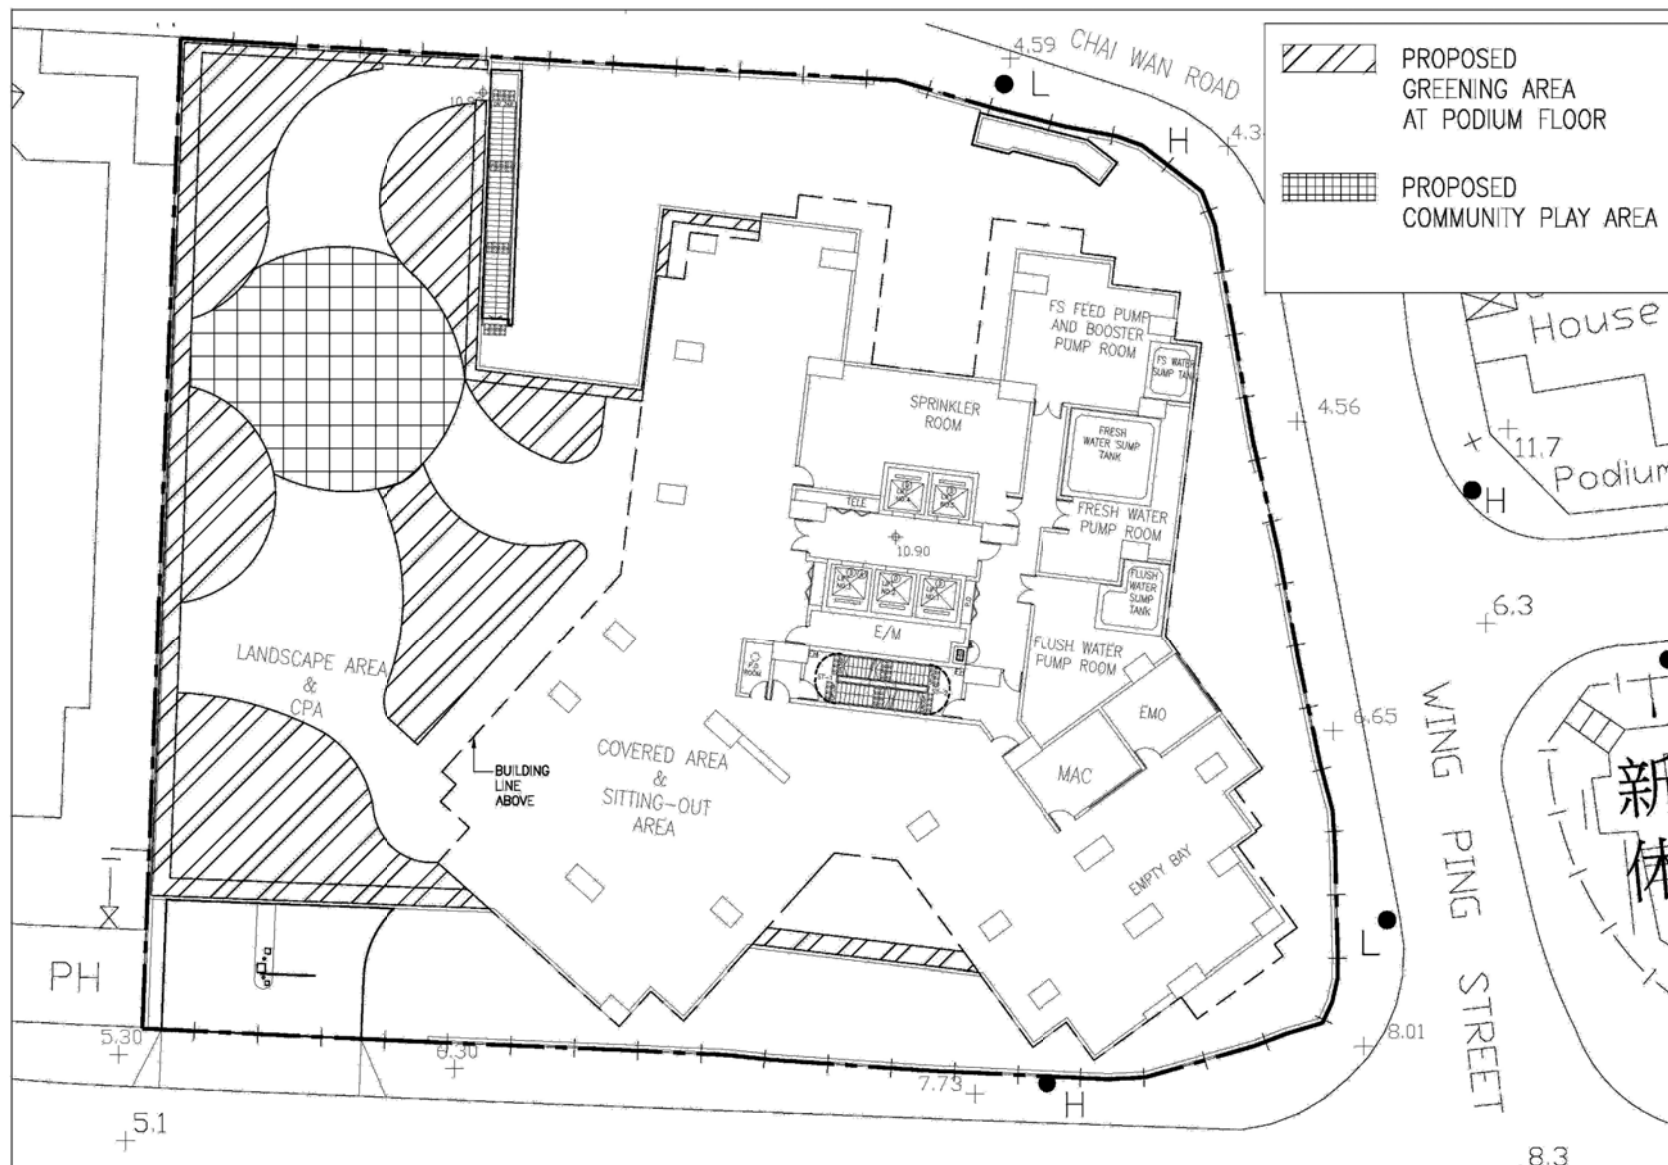 PROPOSED
GREENING AREA
AT PODIUM FLOOR
PROPOSED
COMMUNITY PLAY AREA
4.59
CHAI WAN ROAD
L
H
House
4.56
11.7
Podium
H
FS FEED PUMP
AND BOOSTER
PUMP ROOM
FS WATER
SUMP TANK
SPRINKLER
ROOM
FRESH
WATER SUMP
TANK
TELE
FRESH WATER
PUMP ROOM
10.90
FLUSH
WATER
SUMP
TANK
E/M
FLUSH WATER
PUMP ROOM
6.3
LANDSCAPE AREA
&
CPA
COVERED AREA
&
SITTING-OUT
AREA
BUILDING
LINE
ABOVE
EMO
MAC
EMPTY BAY
6.65
WING PING STREET
新
体
L
PH
5.30
6.30
7.73
H
8.01
5.1
8.3